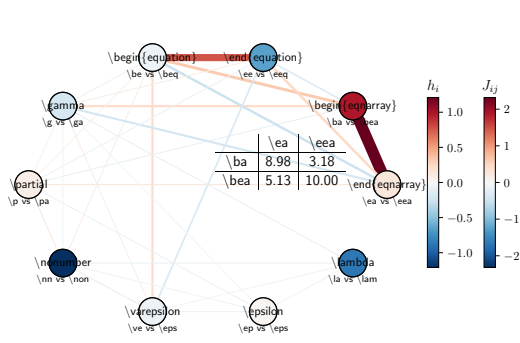 \begin{equation}
\be vs \beq
\end{equation}
\ee vs \eeq
\gamma
\g vs \ga
\begin{eqnarray}
\ba vs \bea
\partial
\p vs \pa
\end{eqnarray}
\ea vs \eea
\nonumber
\nn vs \non
\lambda
\la vs \lam
\varepsilon
\ve vs \eps
\epsilon
\ep vs \eps
\ea \eea
\ba 8.98 3.18
\bea 5.13 10.00
h_i
1.0
0.5
0.0
−0.5
−1.0
J_{ij}
2
1
0
−1
−2